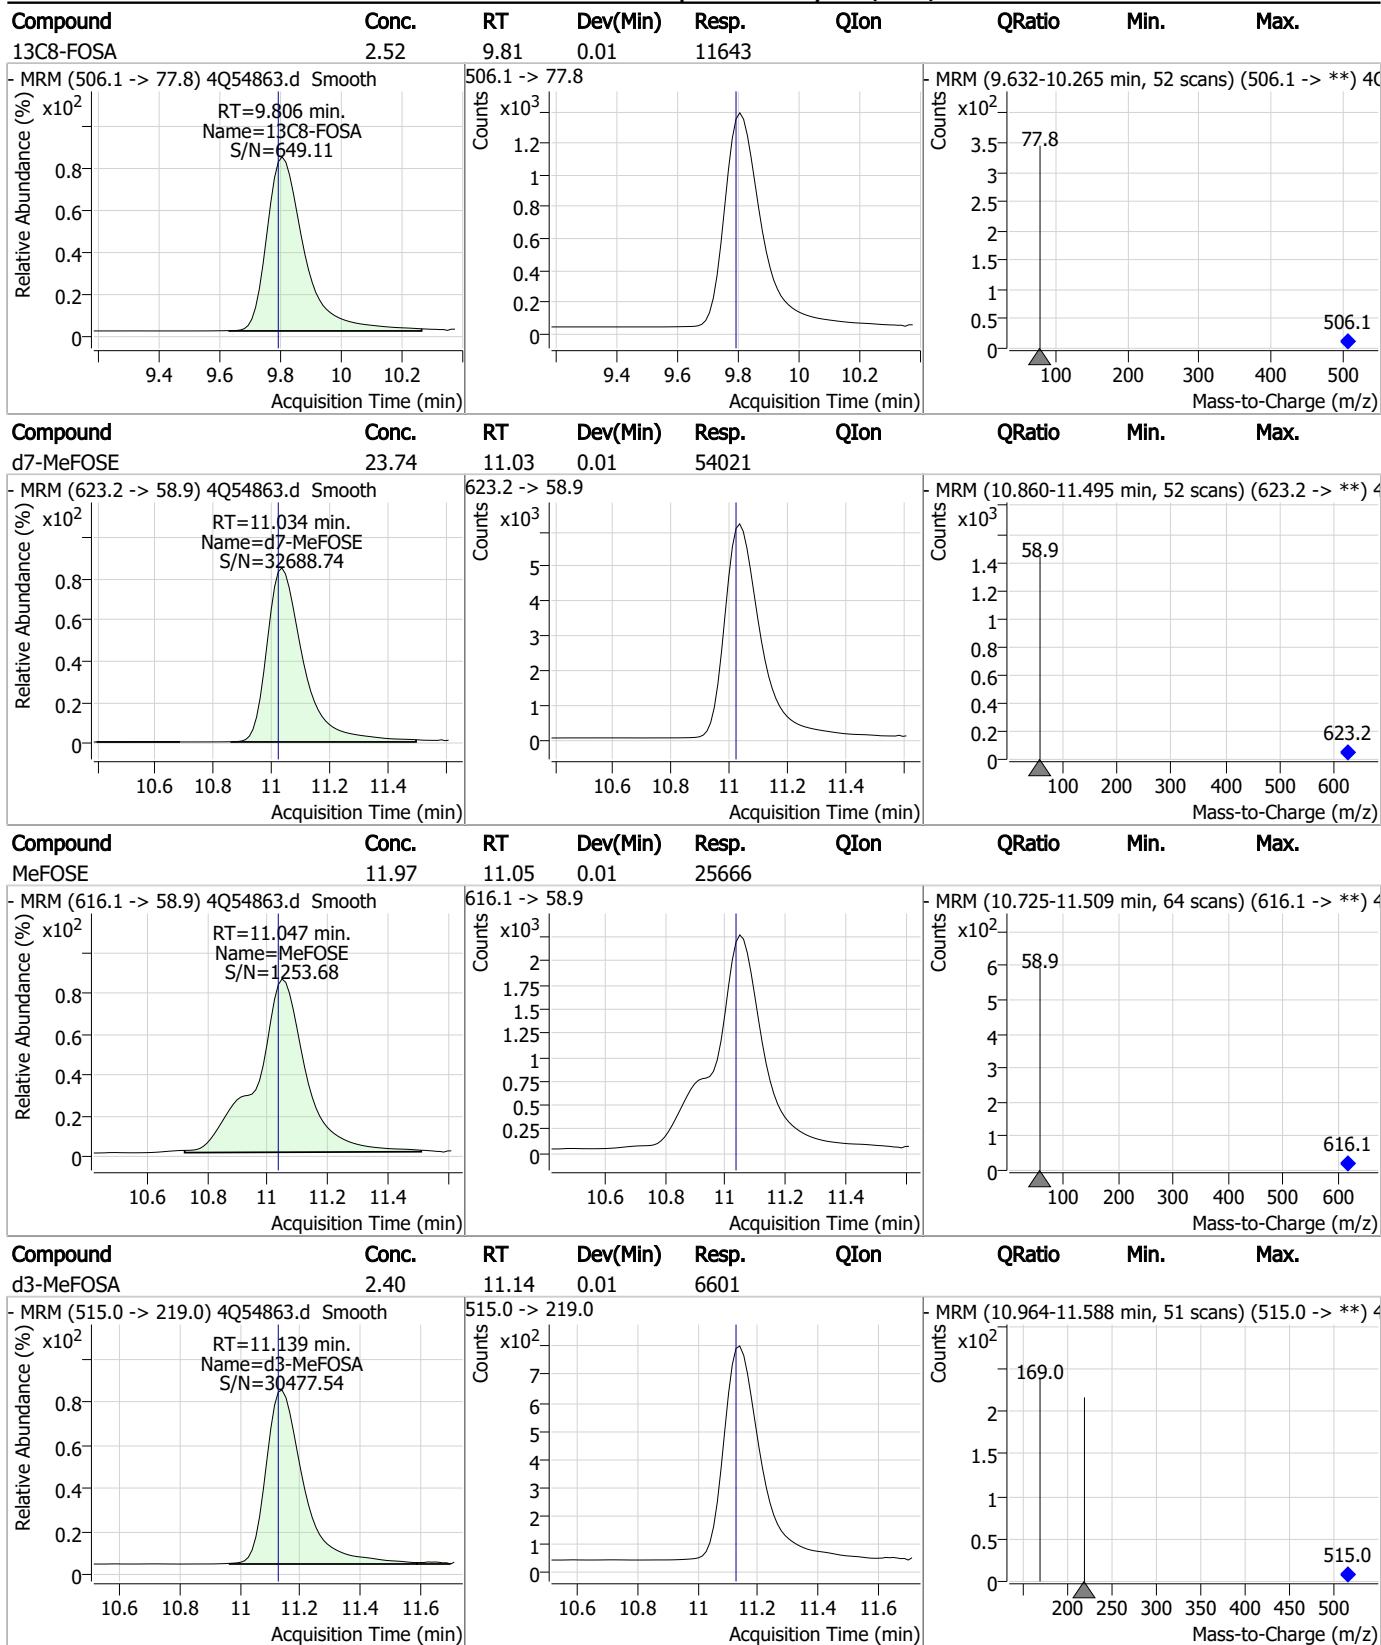 Compound Conc. RT Dev(Min) Resp. QIon QRatio Min. Max.
13C8-FOSA 2.52 9.81 0.01 11643
- MRM (506.1 -> 77.8) 4Q54863.d Smooth
Relative Abundance (%)
x10²
RT=9.806 min.
Name=13C8-FOSA
S/N=649.11
0.8
0.6
0.4
0.2
0
9.4 9.6 9.8 10 10.2
Acquisition Time (min)
506.1 -> 77.8
Counts
x10³
1.2
1
0.8
0.6
0.4
0.2
0
9.4 9.6 9.8 10 10.2
Acquisition Time (min)
- MRM (9.632-10.265 min, 52 scans) (506.1 -> **)
Counts
x10²
77.8
3.5
3
2.5
2
1.5
1
0.5
0
506.1
100 200 300 400 500
Mass-to-Charge (m/z)
Compound Conc. RT Dev(Min) Resp. QIon QRatio Min. Max.
d7-MeFOSE 23.74 11.03 0.01 54021
- MRM (623.2 -> 58.9) 4Q54863.d Smooth
Relative Abundance (%)
x10²
RT=11.034 min.
Name=d7-MeFOSE
S/N=32688.74
0.8
0.6
0.4
0.2
0
10.6 10.8 11 11.2 11.4
Acquisition Time (min)
623.2 -> 58.9
Counts
x10³
5
4
3
2
1
0
10.6 10.8 11 11.2 11.4
Acquisition Time (min)
- MRM (10.860-11.495 min, 52 scans) (623.2 -> **) 4
Counts
x10³
58.9
1.4
1.2
1
0.8
0.6
0.4
0.2
0
623.2
100 200 300 400 500 600
Mass-to-Charge (m/z)
Compound Conc. RT Dev(Min) Resp. QIon QRatio Min. Max.
MeFOSE 11.97 11.05 0.01 25666
- MRM (616.1 -> 58.9) 4Q54863.d Smooth
Relative Abundance (%)
x10²
RT=11.047 min.
Name=MeFOSE
S/N=1253.68
0.8
0.6
0.4
0.2
0
10.6 10.8 11 11.2 11.4
Acquisition Time (min)
616.1 -> 58.9
Counts
x10³
2
1.75
1.5
1.25
1
0.75
0.5
0.25
0
10.6 10.8 11 11.2 11.4
Acquisition Time (min)
- MRM (10.725-11.509 min, 64 scans) (616.1 -> **) 4
Counts
x10²
58.9
6
5
4
3
2
1
0
616.1
100 200 300 400 500 600
Mass-to-Charge (m/z)
Compound Conc. RT Dev(Min) Resp. QIon QRatio Min. Max.
d3-MeFOSA 2.40 11.14 0.01 6601
- MRM (515.0 -> 219.0) 4Q54863.d Smooth
Relative Abundance (%)
x10²
RT=11.139 min.
Name=d3-MeFOSA
S/N=30477.54
0.8
0.6
0.4
0.2
0
10.6 10.8 11 11.2 11.4 11.6
Acquisition Time (min)
515.0 -> 219.0
Counts
x10²
7
6
5
4
3
2
1
0
10.6 10.8 11 11.2 11.4 11.6
Acquisition Time (min)
- MRM (10.964-11.588 min, 51 scans) (515.0 -> **) 4
Counts
x10²
169.0
2
1.5
1
0.5
0
515.0
200 250 300 350 400 450 500
Mass-to-Charge (m/z)